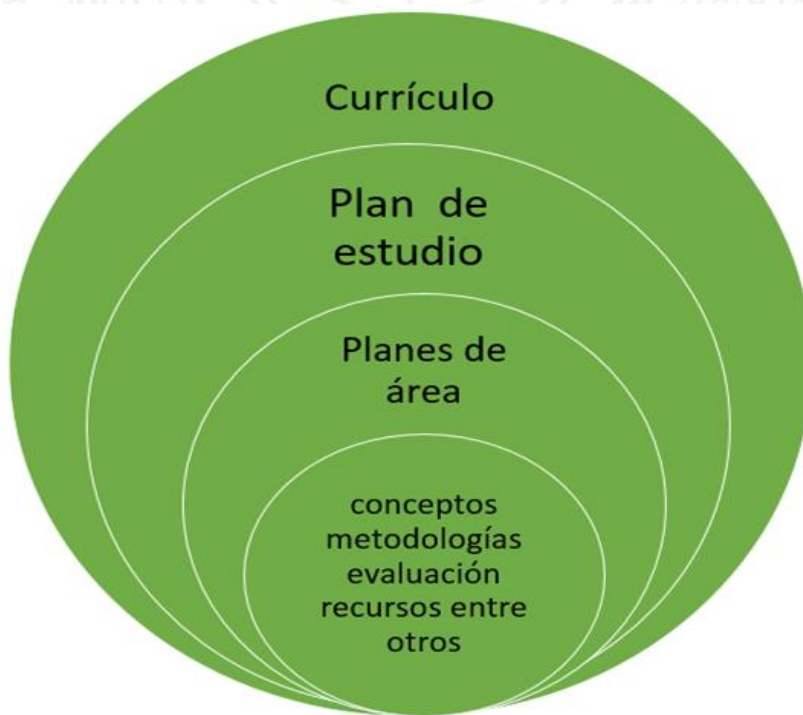 Currículo
Plan de
estudio
Planes de
área
conceptos
metodologías
evaluación
recursos entre
otros